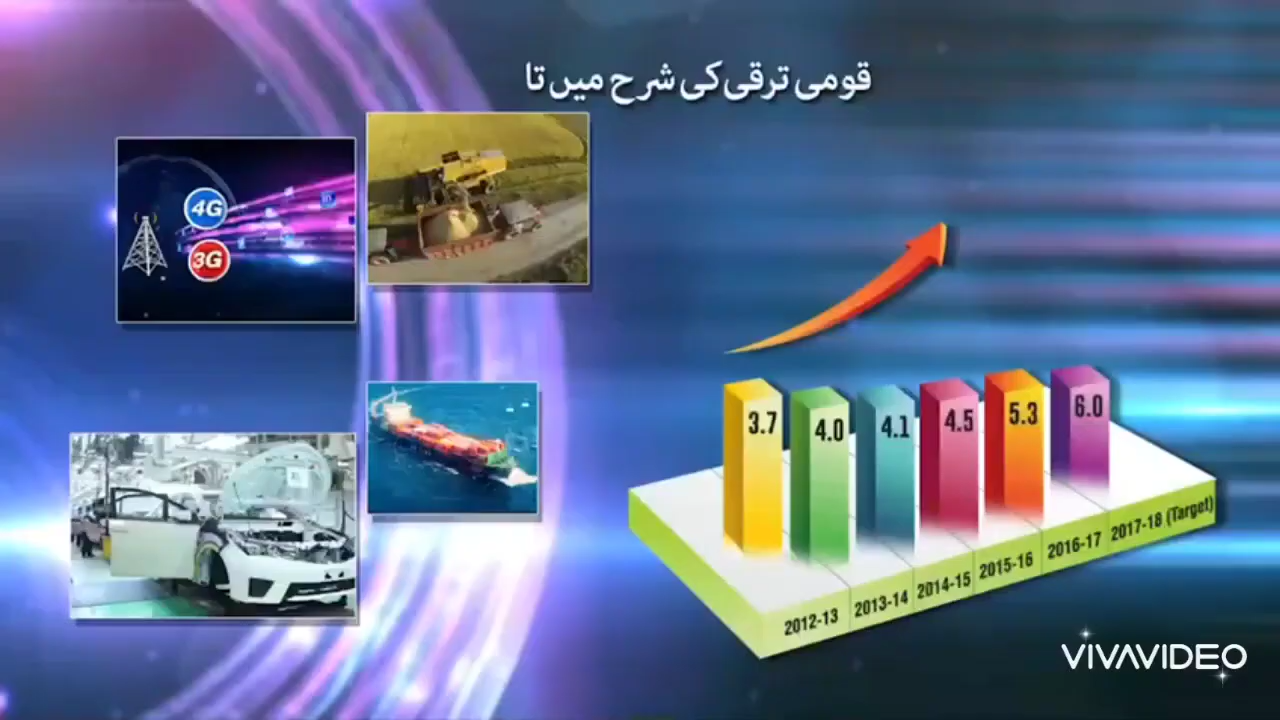 قومی ترقی کی شرح میں تا
4G
3G
3.7
4.0
4.1
4.5
5.3
6.0
2012-13
2013-14
2014-15
2015-16
2016-17
2017-18 (Target)
VIVAVIDEO